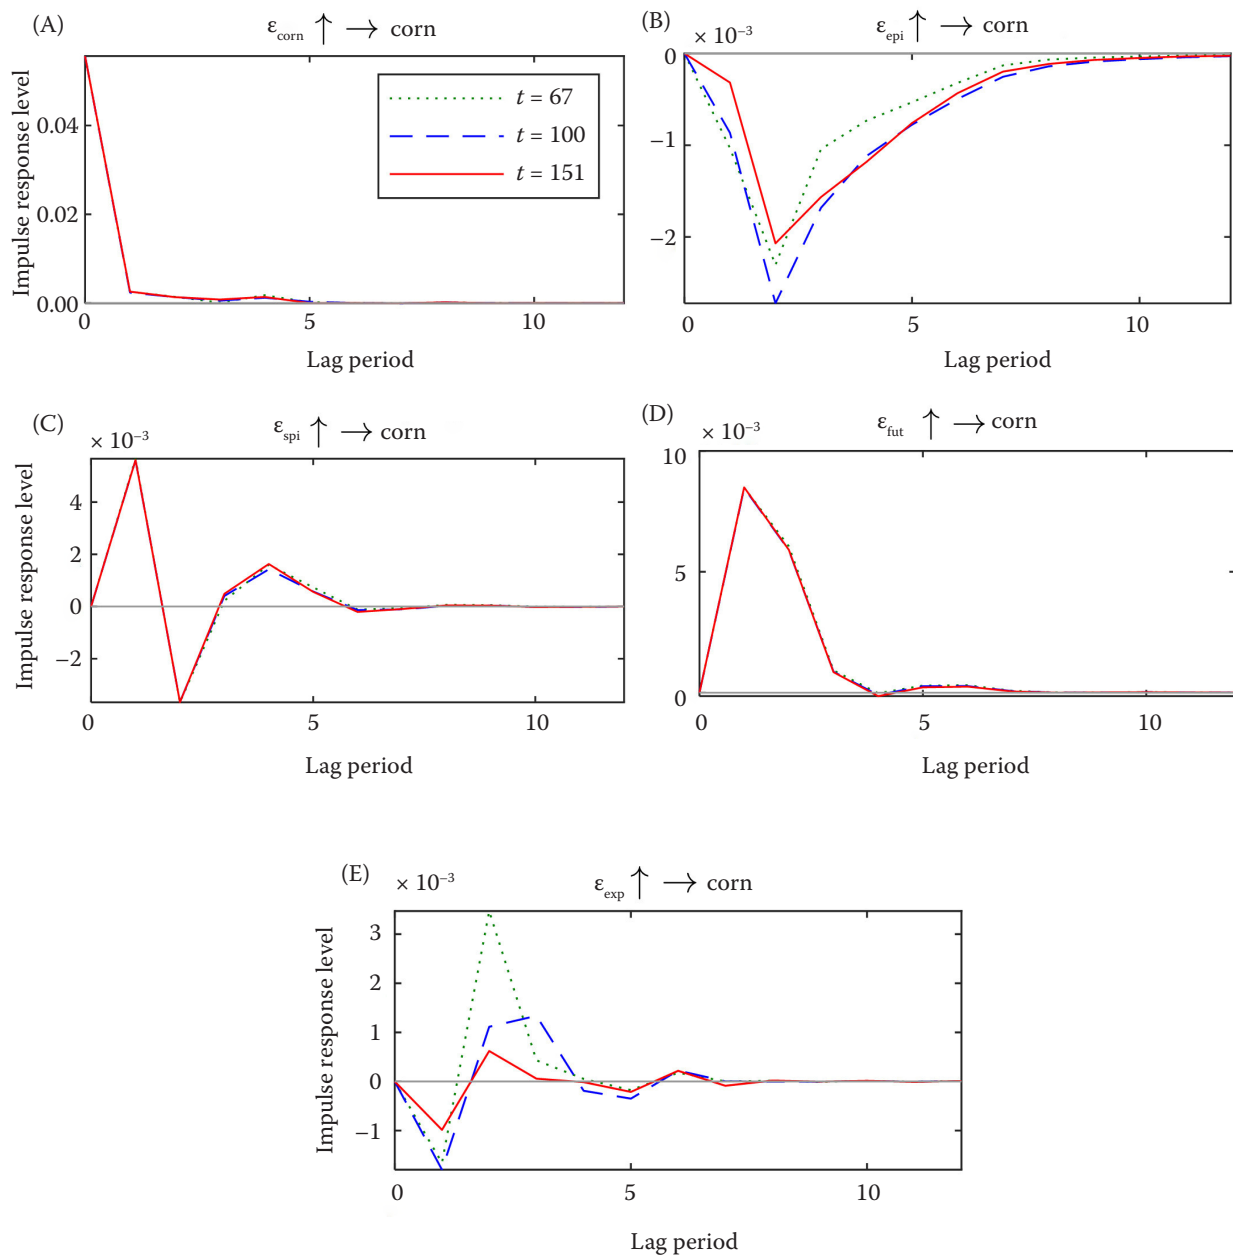 (A) ε_corn ↑ → corn
Impulse response level
0.04
0.02
0.00
t = 67
t = 100
t = 151
0 5 10
Lag period
(B) × 10⁻³ ε_epi ↑ → corn
0
−1
−2
0 5 10
Lag period
(C) × 10⁻³ ε_spi ↑ → corn
Impulse response level
4
2
0
−2
0 5 10
Lag period
(D) × 10⁻³ ε_fut ↑ → corn
10
5
0
0 5 10
Lag period
(E) × 10⁻³ ε_exp ↑ → corn
Impulse response level
3
2
1
0
−1
0 5 10
Lag period